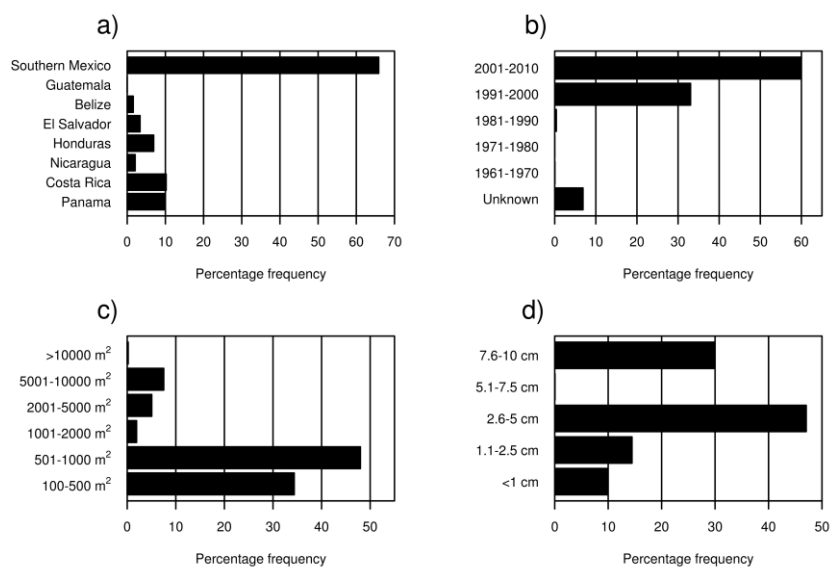 a)
Southern Mexico
Guatemala
Belize
El Salvador
Honduras
Nicaragua
Costa Rica
Panama
0 10 20 30 40 50 60 70
Percentage frequency
b)
2001-2010
1991-2000
1981-1990
1971-1980
1961-1970
Unknown
0 10 20 30 40 50 60
Percentage frequency
c)
>10000 m²
5001-10000 m²
2001-5000 m²
1001-2000 m²
501-1000 m²
100-500 m²
0 10 20 30 40 50
Percentage frequency
d)
7.6-10 cm
5.1-7.5 cm
2.6-5 cm
1.1-2.5 cm
<1 cm
0 10 20 30 40 50
Percentage frequency